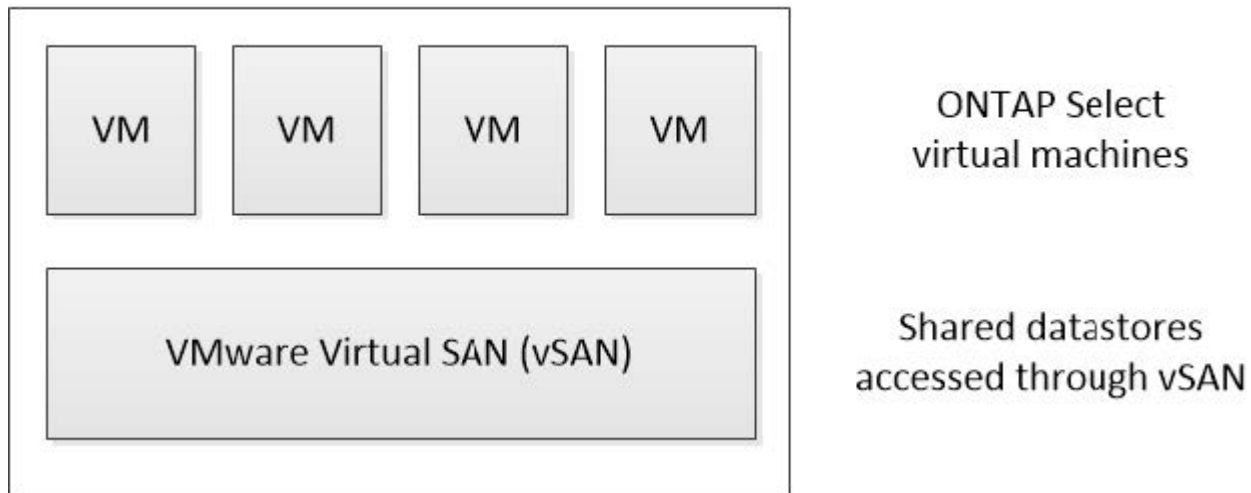 VM VM VM VM
ONTAP Select
virtual machines
VMware Virtual SAN (vSAN)
Shared datastores
accessed through vSAN